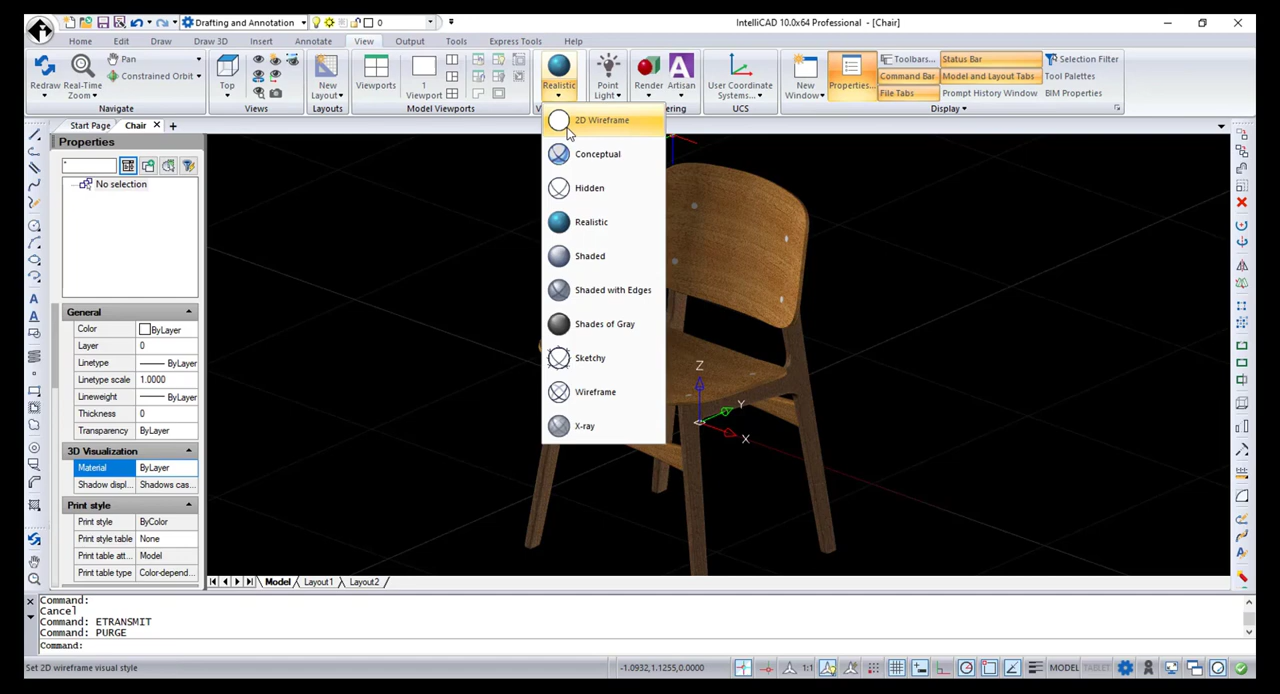 Drafting and Annotation
0
IntelliCAD 10.0x64 Professional - [Chair]
Home
Edit
Draw
Draw 3D
Insert
Annotate
View
Output
Tools
Express Tools
Help
Redraw
Real-Time Zoom
Pan
Constrained Orbit
Navigate
Top
Views
New Layout
Layouts
Viewports
1 Viewport
Model Viewports
Realistic
Point Light
Render
Artisan
User Coordinate Systems...
UCS
New Window
Properties...
Toolbars...
Command Bar
File Tabs
Status Bar
Model and Layout Tabs
Prompt History Window
Selection Filter
Tool Palettes
BIM Properties
Display
Start Page
Chair
Properties
No selection
General
Color ByLayer
Layer 0
Linetype ByLayer
Linetype scale 1.0000
Lineweight ByLayer
Thickness 0
Transparency ByLayer
3D Visualization
Material ByLayer
Shadow displ... Shadows cas...
Print style
Print style ByColor
Print style table None
Print table att... Model
Print table type Color-depend...
2D Wireframe
Conceptual
Hidden
Realistic
Shaded
Shaded with Edges
Shades of Gray
Sketchy
Wireframe
X-ray
Z
Y
X
Model
Layout1
Layout2
Command:
Cancel
Command: ETRANSMIT
Command: PURGE
Command:
Set 2D wireframe visual style
-1.0932,1.1255,0.0000
1:1
MODEL
TABLET